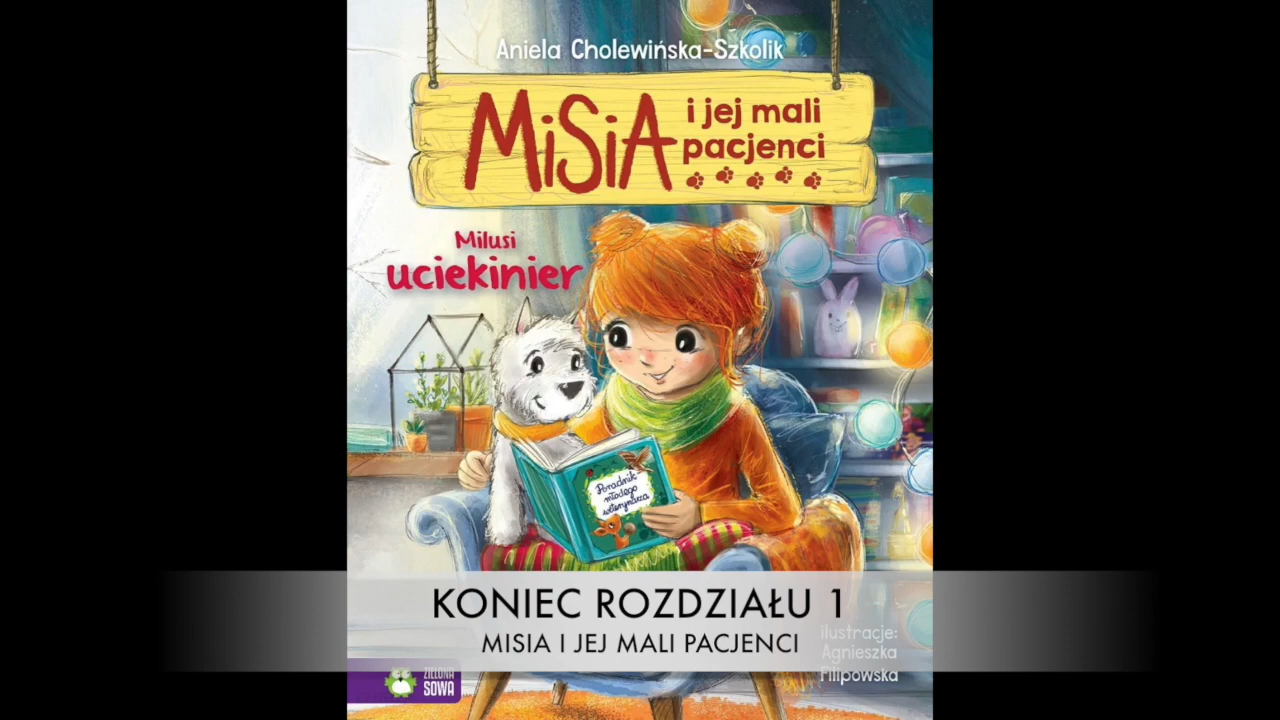 Aniela Cholewińska-Szkolik
MiSiA
i jej mali
pacjenci
Milusi
uciekinier
Poradnik
młodego
weterynarza
KONIEC ROZDZIAŁU 1
MISIA I JEJ MALI PACJENCI
ilustracje:
Agnieszka
Filipowska
ZIELONA
SOWA